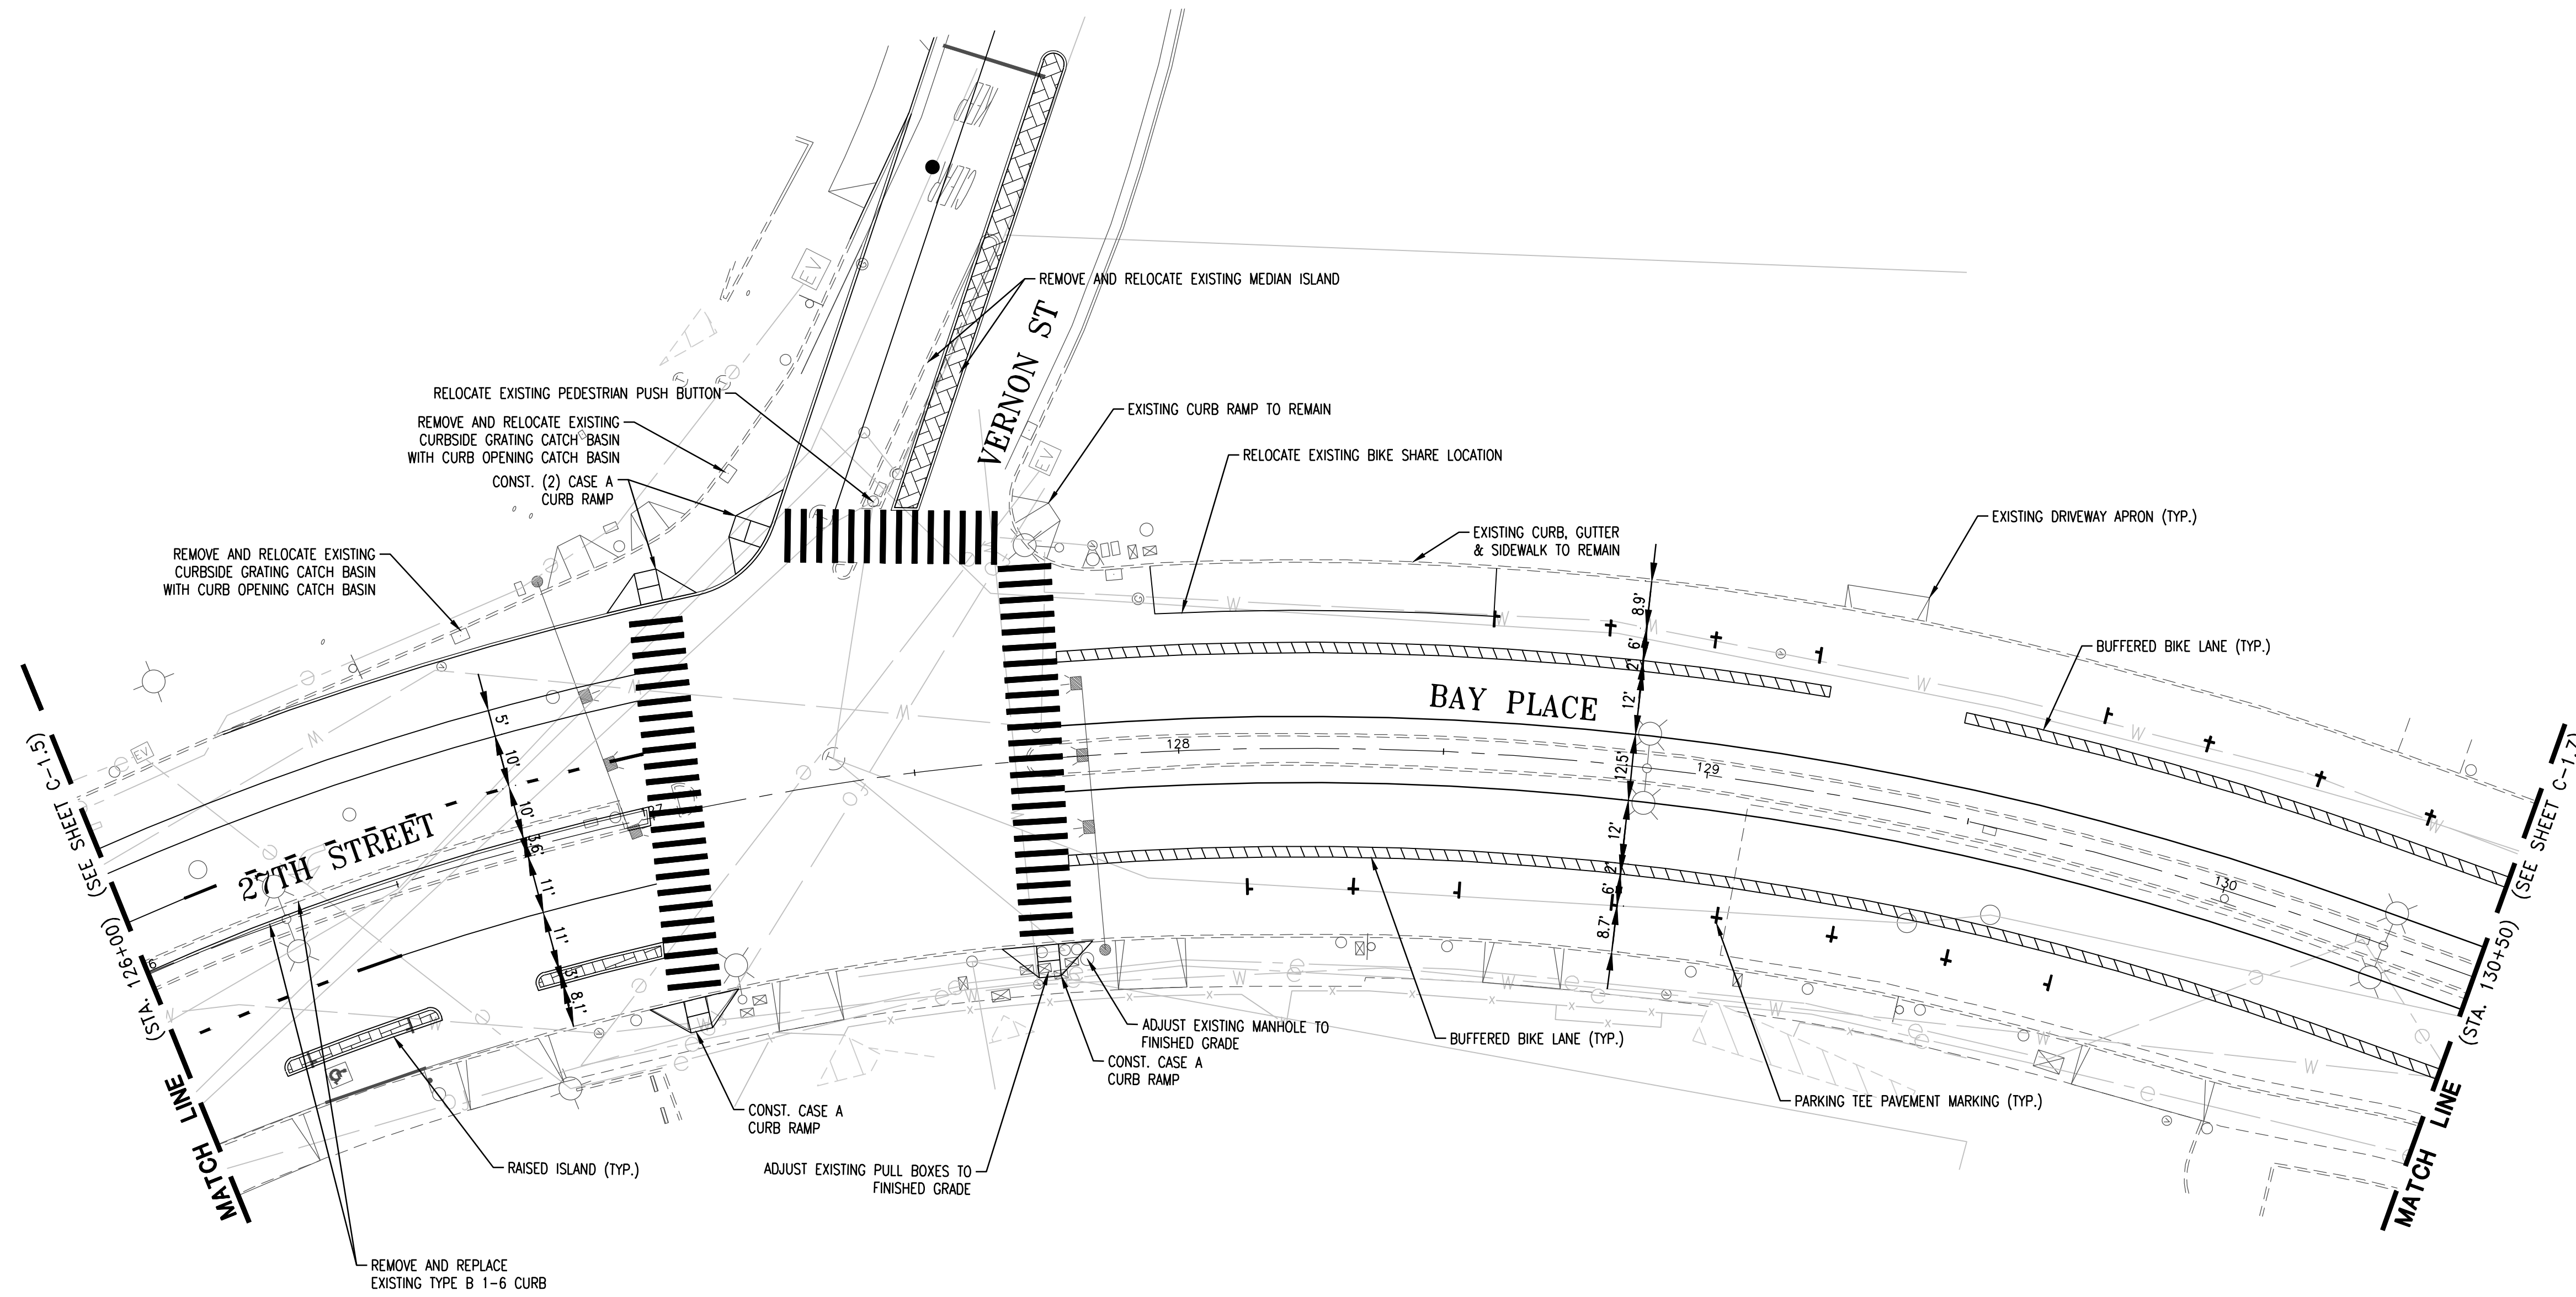 REMOVE AND RELOCATE EXISTING MEDIAN ISLAND
VERNON ST
EV
EV
EV
RELOCATE EXISTING PEDESTRIAN PUSH BUTTON
REMOVE AND RELOCATE EXISTING
CURBSIDE GRATING CATCH BASIN
WITH CURB OPENING CATCH BASIN
CONST. (2) CASE A
CURB RAMP
REMOVE AND RELOCATE EXISTING
CURBSIDE GRATING CATCH BASIN
WITH CURB OPENING CATCH BASIN
EXISTING CURB RAMP TO REMAIN
RELOCATE EXISTING BIKE SHARE LOCATION
EXISTING CURB, GUTTER
& SIDEWALK TO REMAIN
EXISTING DRIVEWAY APRON (TYP.)
BUFFERED BIKE LANE (TYP.)
BAY PLACE
27TH STREET
127
128
129
130
5'
10'
10'
3.6'
11'
11'
3'
8.1'
8.9'
6'
2'
12'
12.5'
12'
2'
6'
8.7'
MATCH LINE
(STA. 126+00)
(SEE SHEET C-1.5)
MATCH LINE
(STA. 130+50)
(SEE SHEET C-1.7)
ADJUST EXISTING MANHOLE TO
FINISHED GRADE
CONST. CASE A
CURB RAMP
BUFFERED BIKE LANE (TYP.)
PARKING TEE PAVEMENT MARKING (TYP.)
CONST. CASE A
CURB RAMP
RAISED ISLAND (TYP.)
ADJUST EXISTING PULL BOXES TO
FINISHED GRADE
REMOVE AND REPLACE
EXISTING TYPE B 1-6 CURB